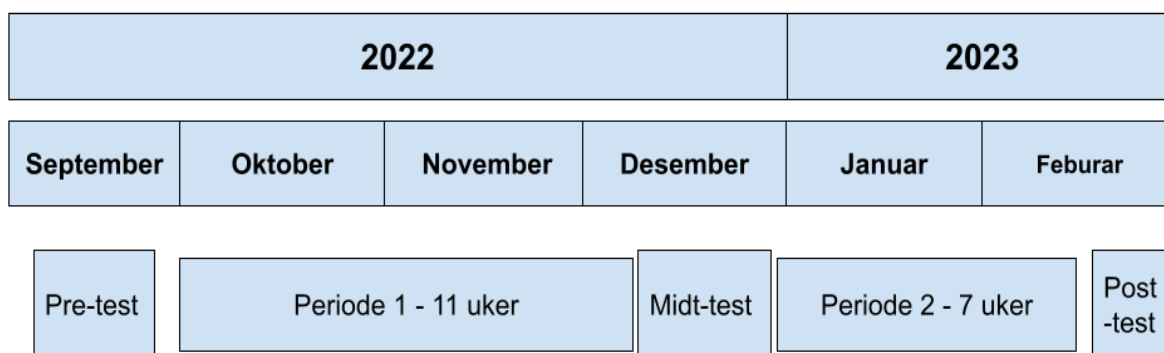 2022 2023
September Oktober November Desember Januar Feburar
Pre-test Periode 1 - 11 uker Midt-test Periode 2 - 7 uker Post
-test